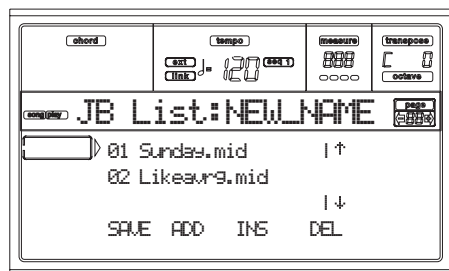 chord tempo measure transpose
ext link ♩= 120 seq 1 888 [ 0
octave
song play JB List:NEW_NAME page 88
01 Sunday.mid |↑
02 Likeavrg.mid
|↓
SAVE ADD INS DEL